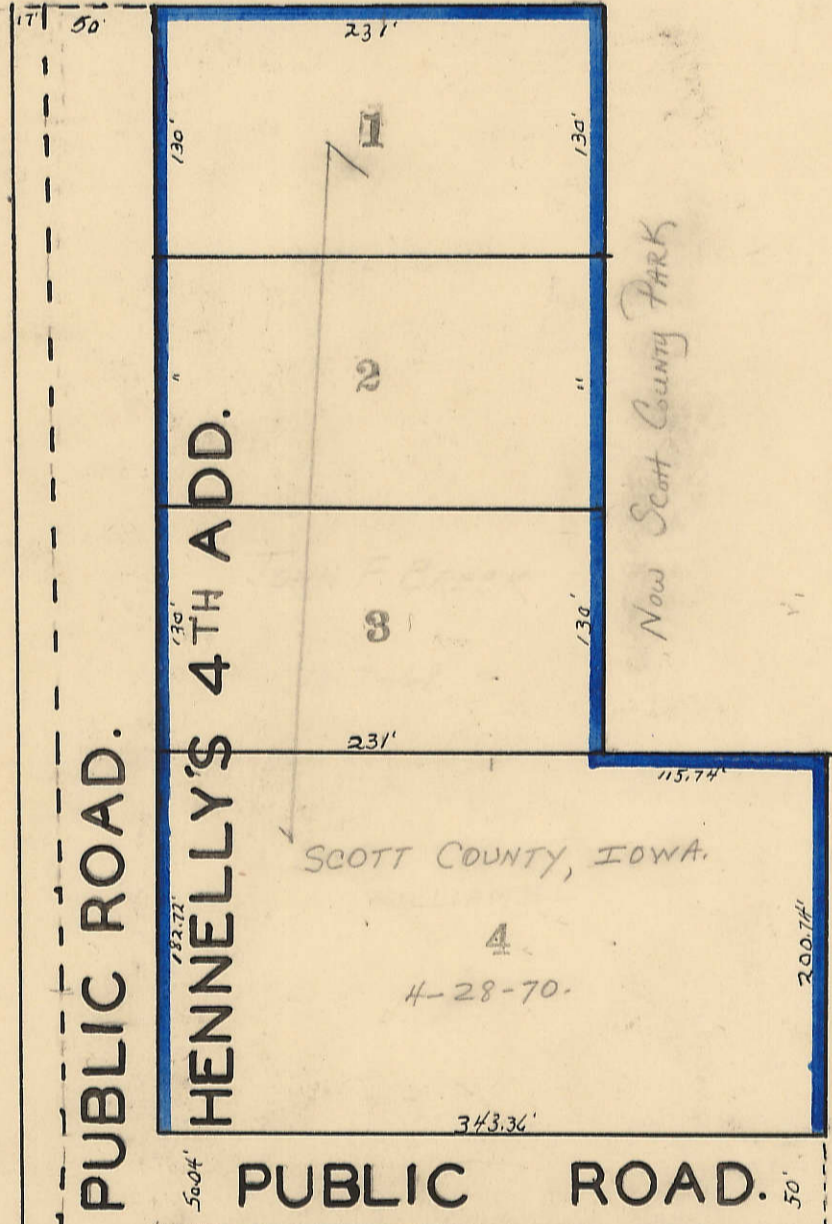 17' 50' 231'
130' 1 130'
" 2 "
130' 3 130'
Now Scott County Park
231'
115.74'
HENNELLY'S 4TH ADD.
PUBLIC ROAD.
SCOTT COUNTY, IOWA.
182.72' 4 200.74'
4-28-70.
343.36'
50.04' PUBLIC ROAD. 50'